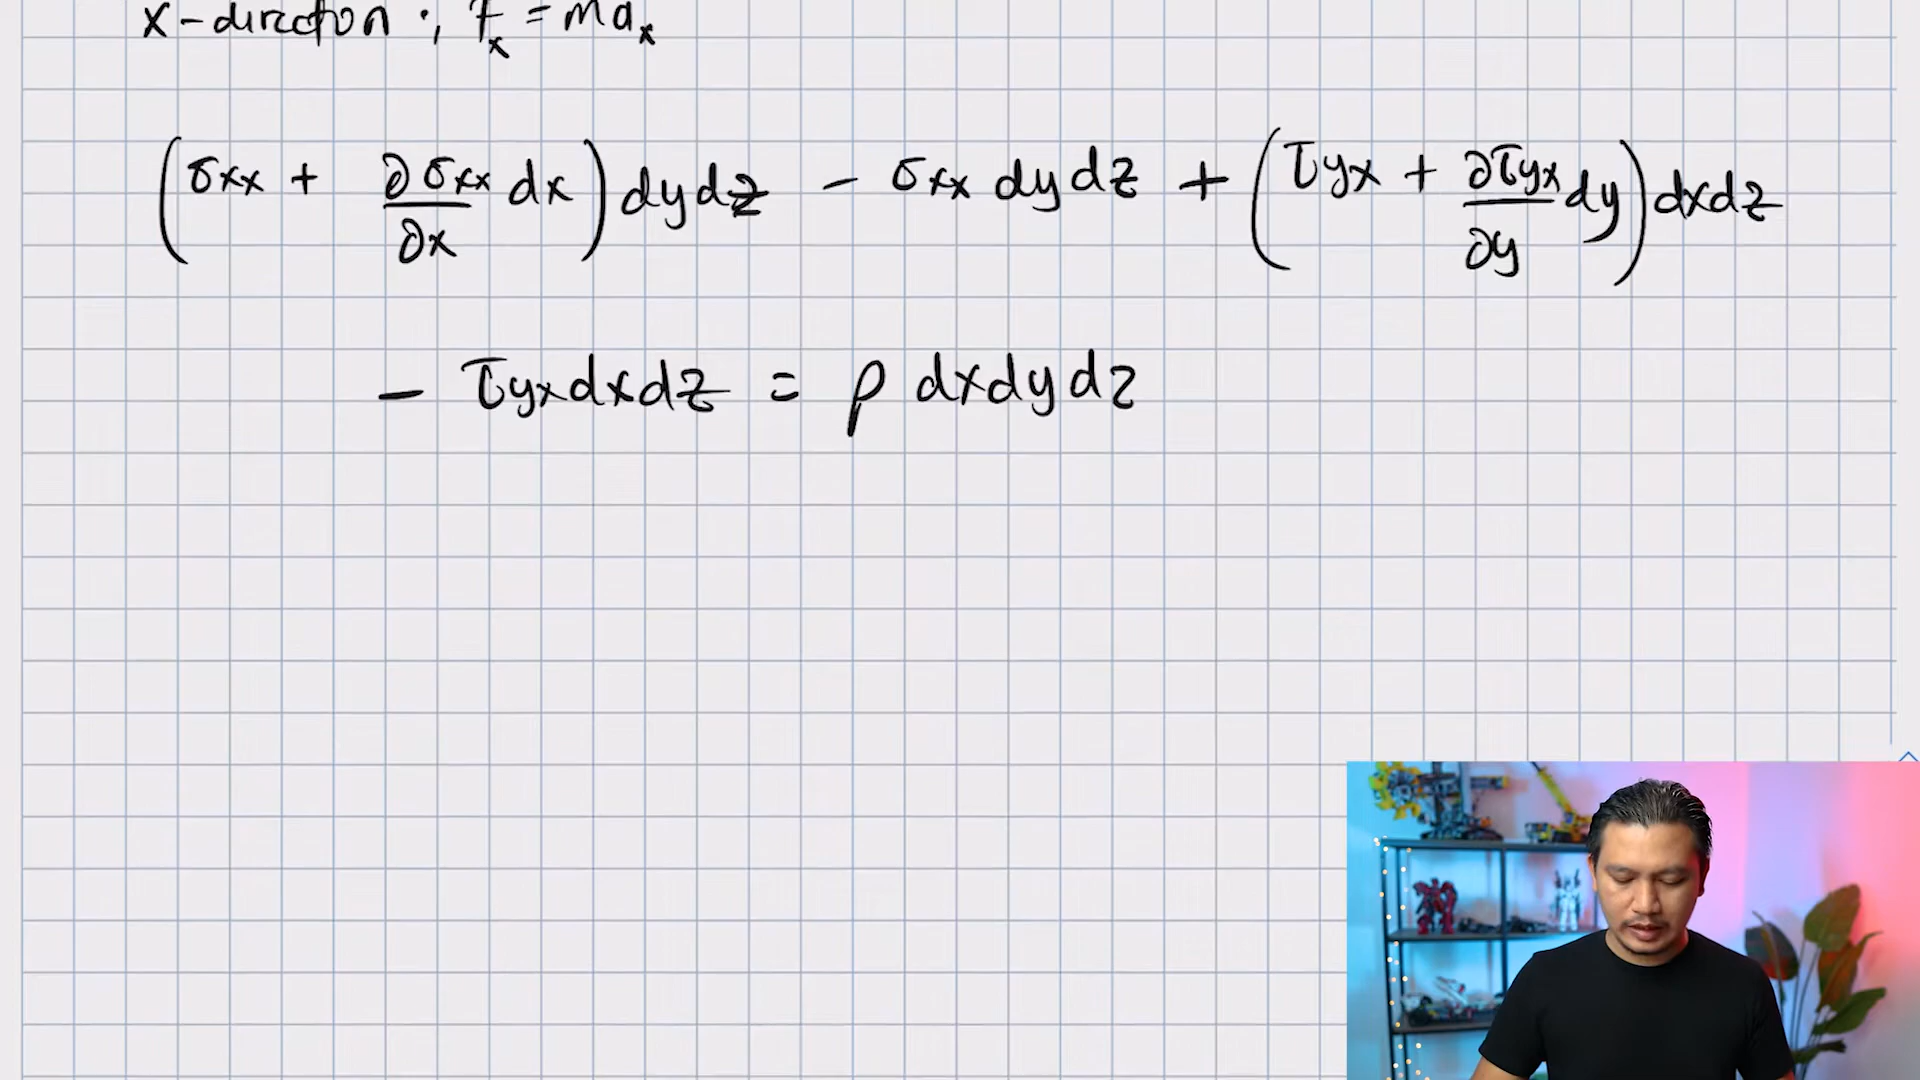 x-direction : Fx = max
(σxx + ∂σxx/∂x dx) dydz - σxx dydz + (τyx + ∂τyx/∂y dy) dxdz
- τyx dxdz = ρ dxdydz